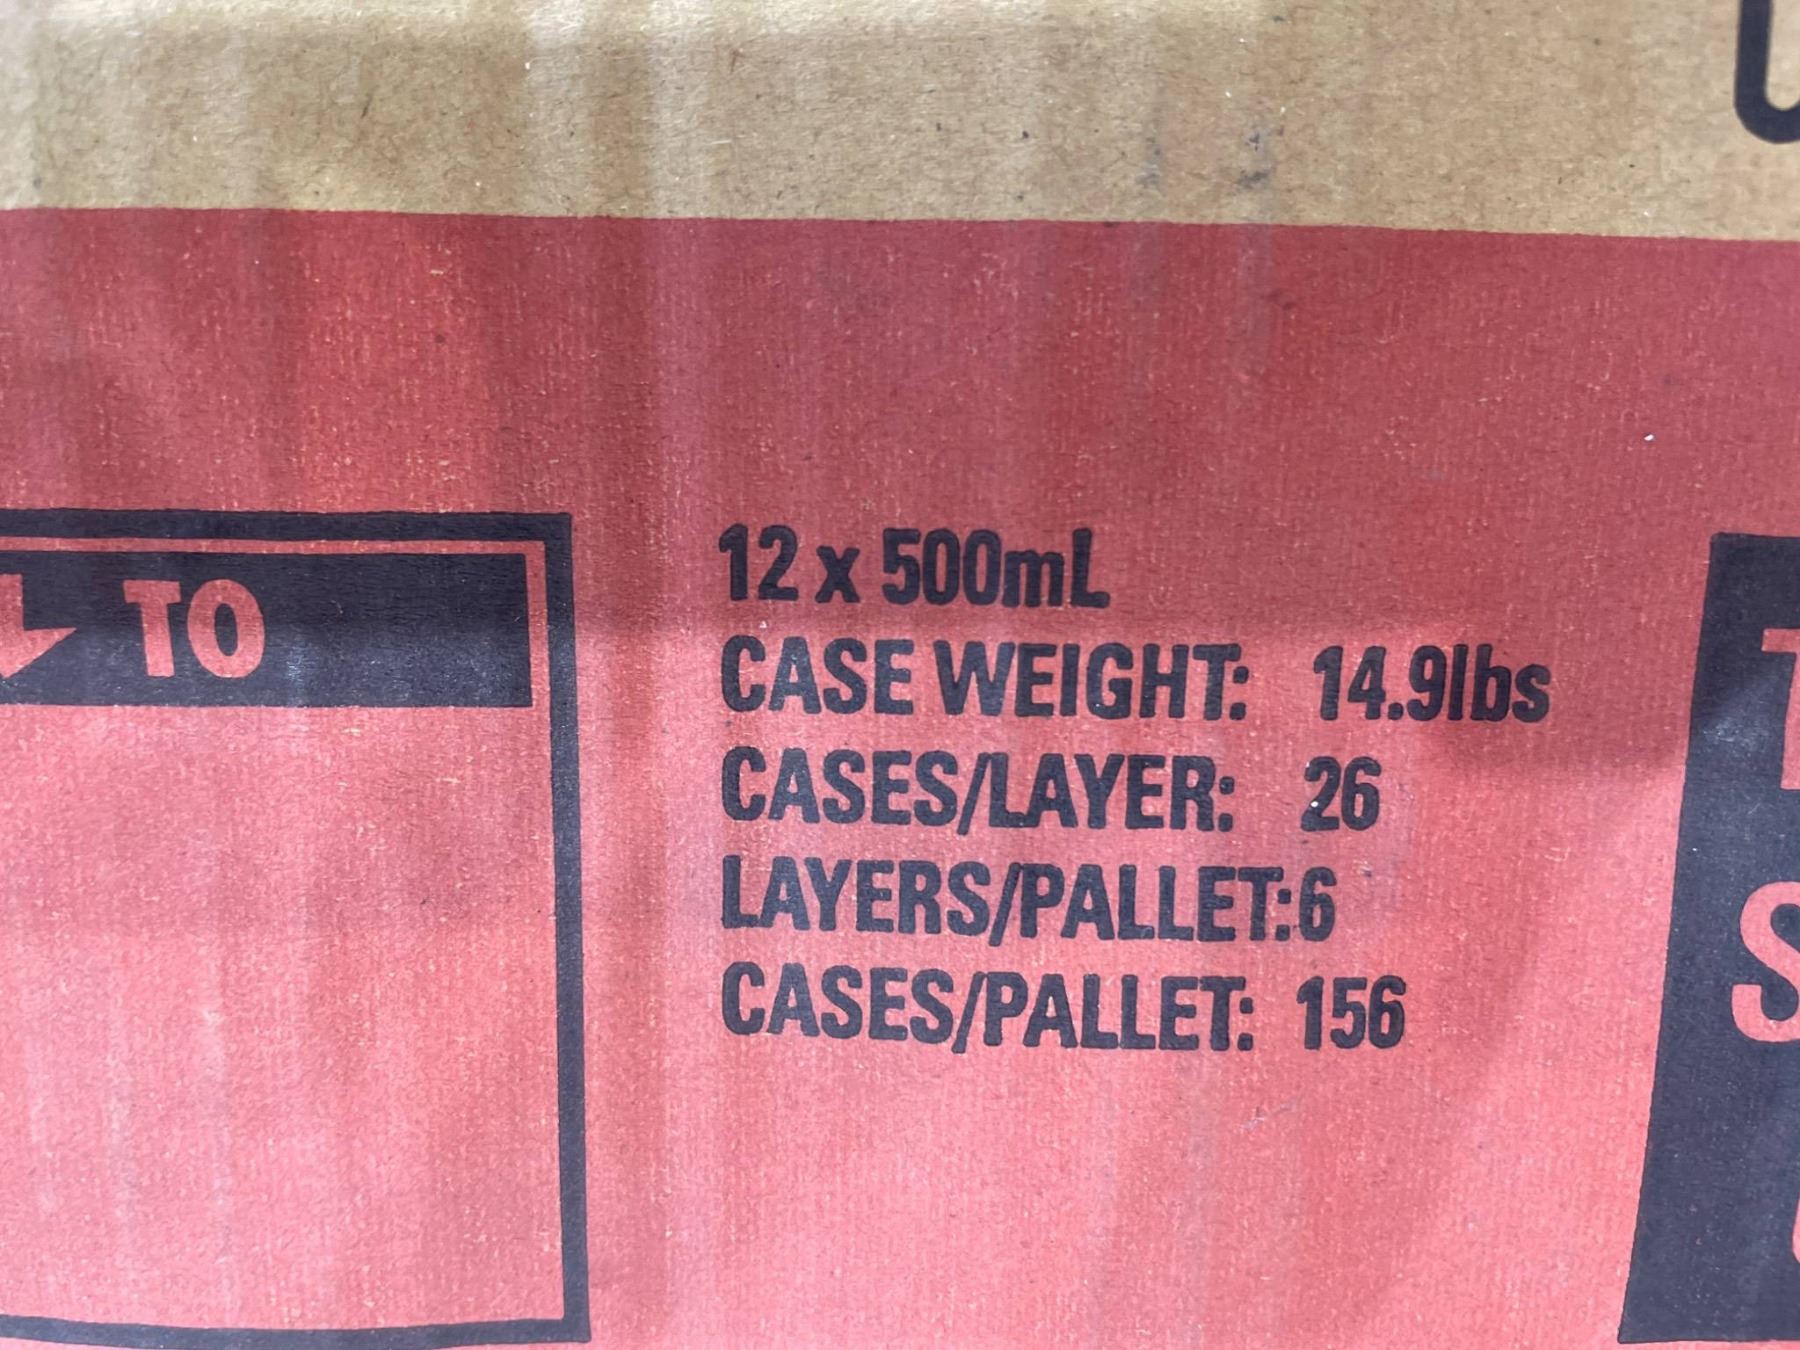 TO
12 x 500mL
CASE WEIGHT: 14.9lbs
CASES/LAYER: 26
LAYERS/PALLET:6
CASES/PALLET: 156